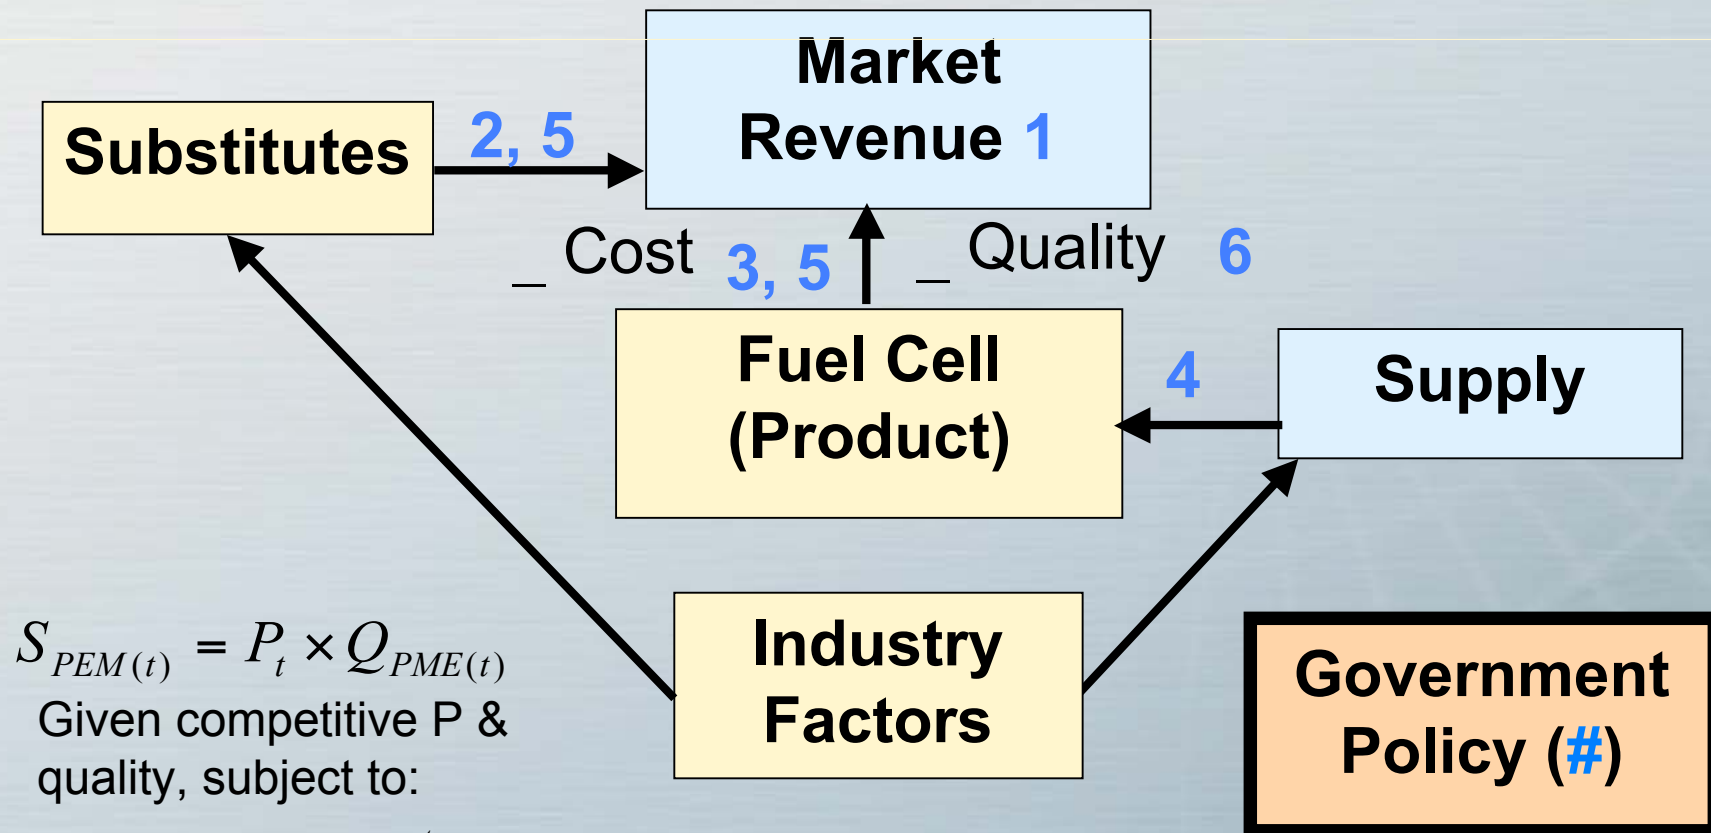 Market
Revenue 1
Substitutes
2, 5
_ Cost 3, 5
_ Quality 6
Fuel Cell
(Product)
4
Supply
Industry
Factors
Government
Policy (#)
S PEM(t) = P t × Q PME(t)
Given competitive P &
quality, subject to: